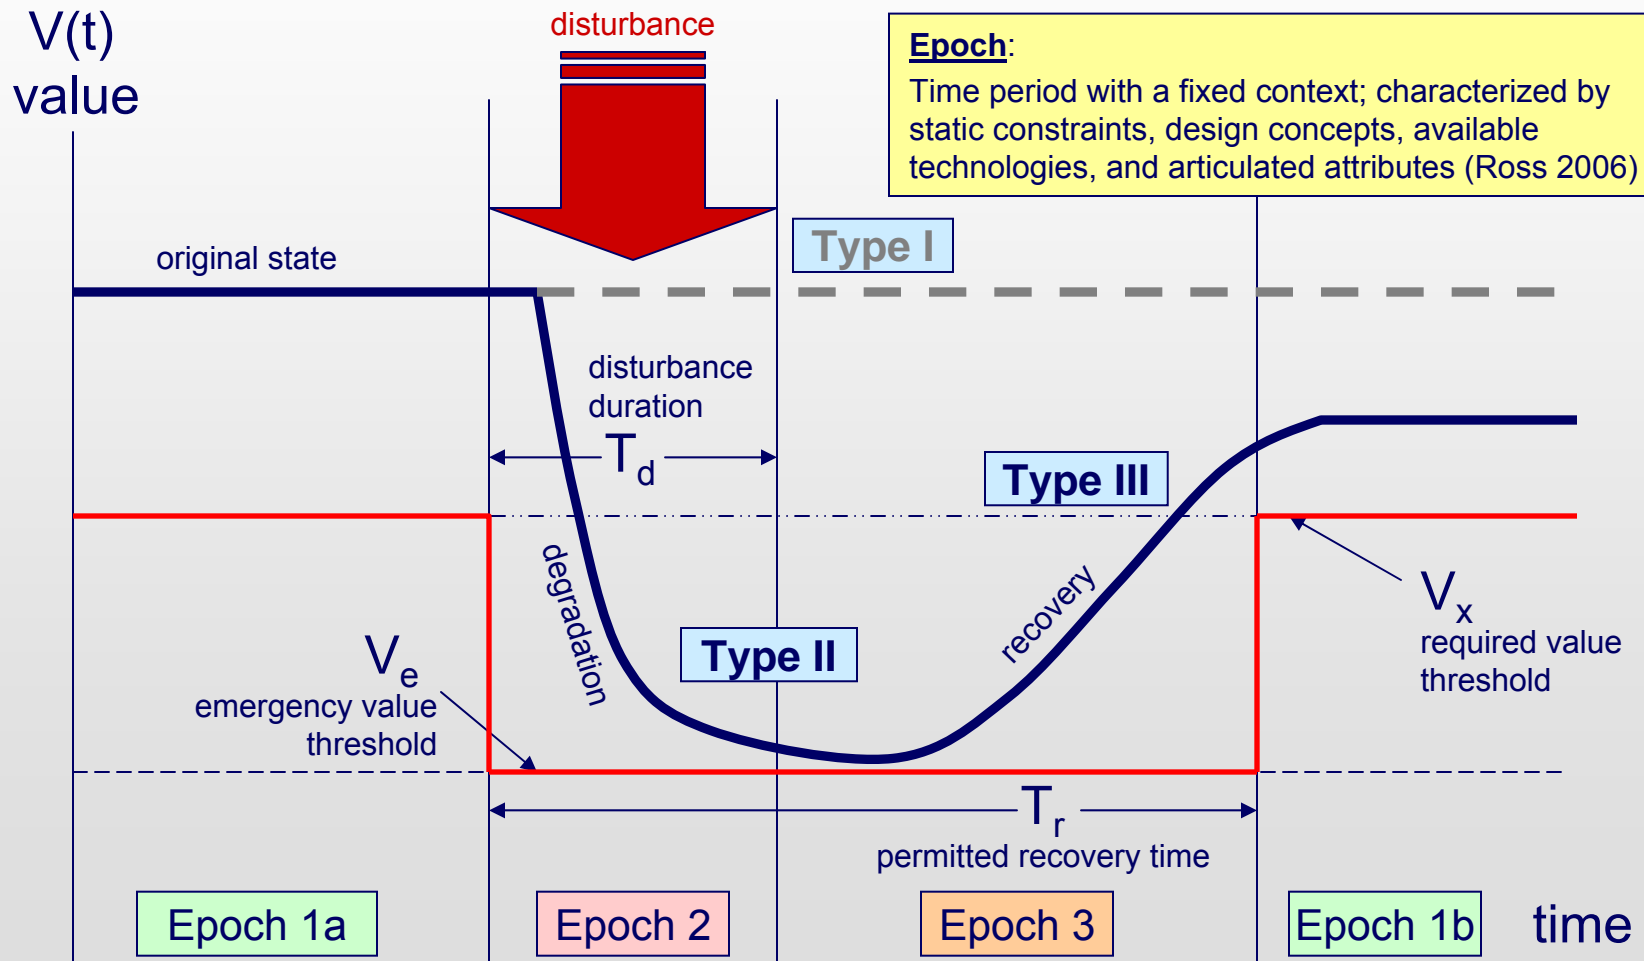 V(t)
value
disturbance
Epoch:
Time period with a fixed context; characterized by
static constraints, design concepts, available
technologies, and articulated attributes (Ross 2006)
original state
Type I
disturbance
duration
Td
Type III
degradation
recovery
Type II
Ve
emergency value
threshold
Vx
required value
threshold
Tr
permitted recovery time
Epoch 1a
Epoch 2
Epoch 3
Epoch 1b
time